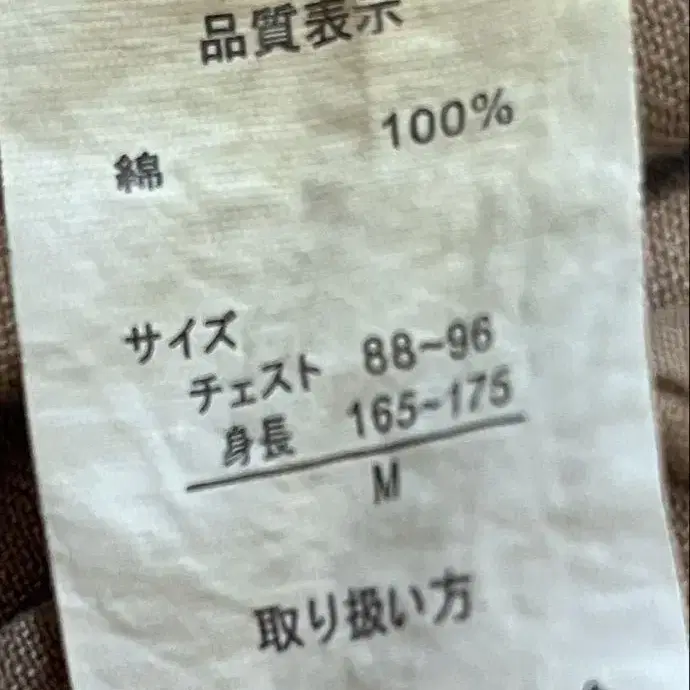 品質表示
綿 100%
サイズ
チェスト 88~96
身長 165~175
M
取り扱い方